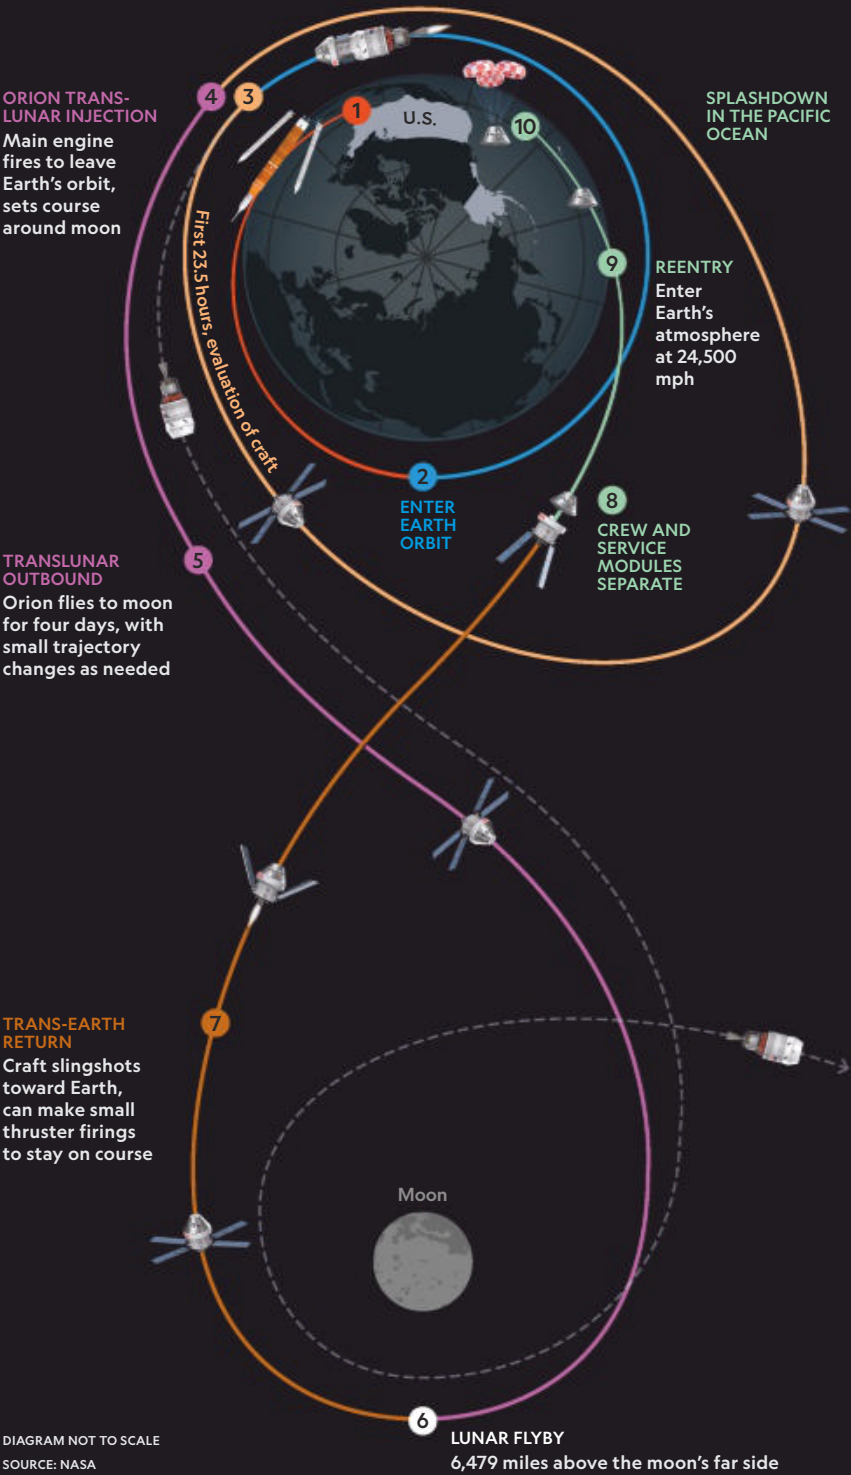 4
3
1
U.S.
10
ORION TRANS-
LUNAR INJECTION
Main engine
fires to leave
Earth's orbit,
sets course
around moon
SPLASHDOWN
IN THE PACIFIC
OCEAN
First 23.5 hours, evaluation of craft
9
REENTRY
Enter
Earth's
atmosphere
at 24,500
mph
2
ENTER
EARTH
ORBIT
8
CREW AND
SERVICE
MODULES
SEPARATE
5
TRANSLUNAR
OUTBOUND
Orion flies to moon
for four days, with
small trajectory
changes as needed
7
TRANS-EARTH
RETURN
Craft slingshots
toward Earth,
can make small
thruster firings
to stay on course
Moon
6
LUNAR FLYBY
6,479 miles above the moon's far side
DIAGRAM NOT TO SCALE
SOURCE: NASA